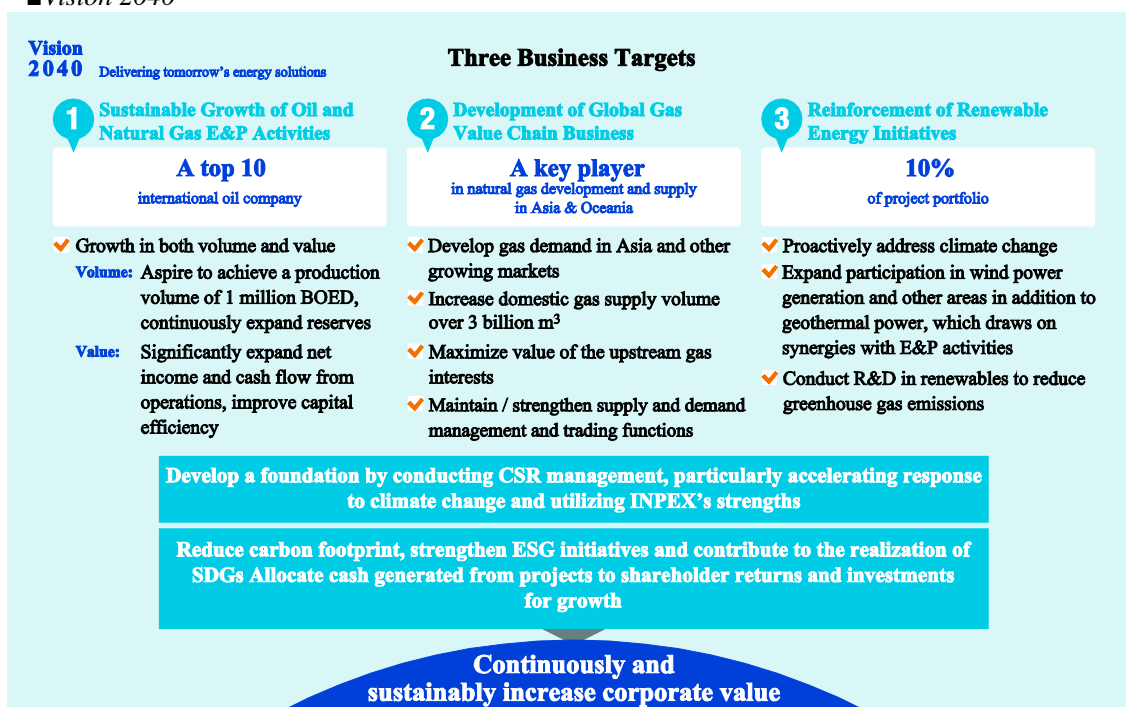 ■Vision 2040
Vision
2040 Delivering tomorrow's energy solutions
Three Business Targets
1 Sustainable Growth of Oil and
Natural Gas E&P Activities
A top 10
international oil company
Growth in both volume and value
Volume: Aspire to achieve a production
volume of 1 million BOED,
continuously expand reserves
Value: Significantly expand net
income and cash flow from
operations, improve capital
efficiency
2 Development of Global Gas
Value Chain Business
A key player
in natural gas development and supply
in Asia & Oceania
Develop gas demand in Asia and other
growing markets
Increase domestic gas supply volume
over 3 billion m³
Maximize value of the upstream gas
interests
Maintain / strengthen supply and demand
management and trading functions
3 Reinforcement of Renewable
Energy Initiatives
10%
of project portfolio
Proactively address climate change
Expand participation in wind power
generation and other areas in addition to
geothermal power, which draws on
synergies with E&P activities
Conduct R&D in renewables to reduce
greenhouse gas emissions
Develop a foundation by conducting CSR management, particularly accelerating response
to climate change and utilizing INPEX's strengths
Reduce carbon footprint, strengthen ESG initiatives and contribute to the realization of
SDGs Allocate cash generated from projects to shareholder returns and investments
for growth
Continuously and
sustainably increase corporate value